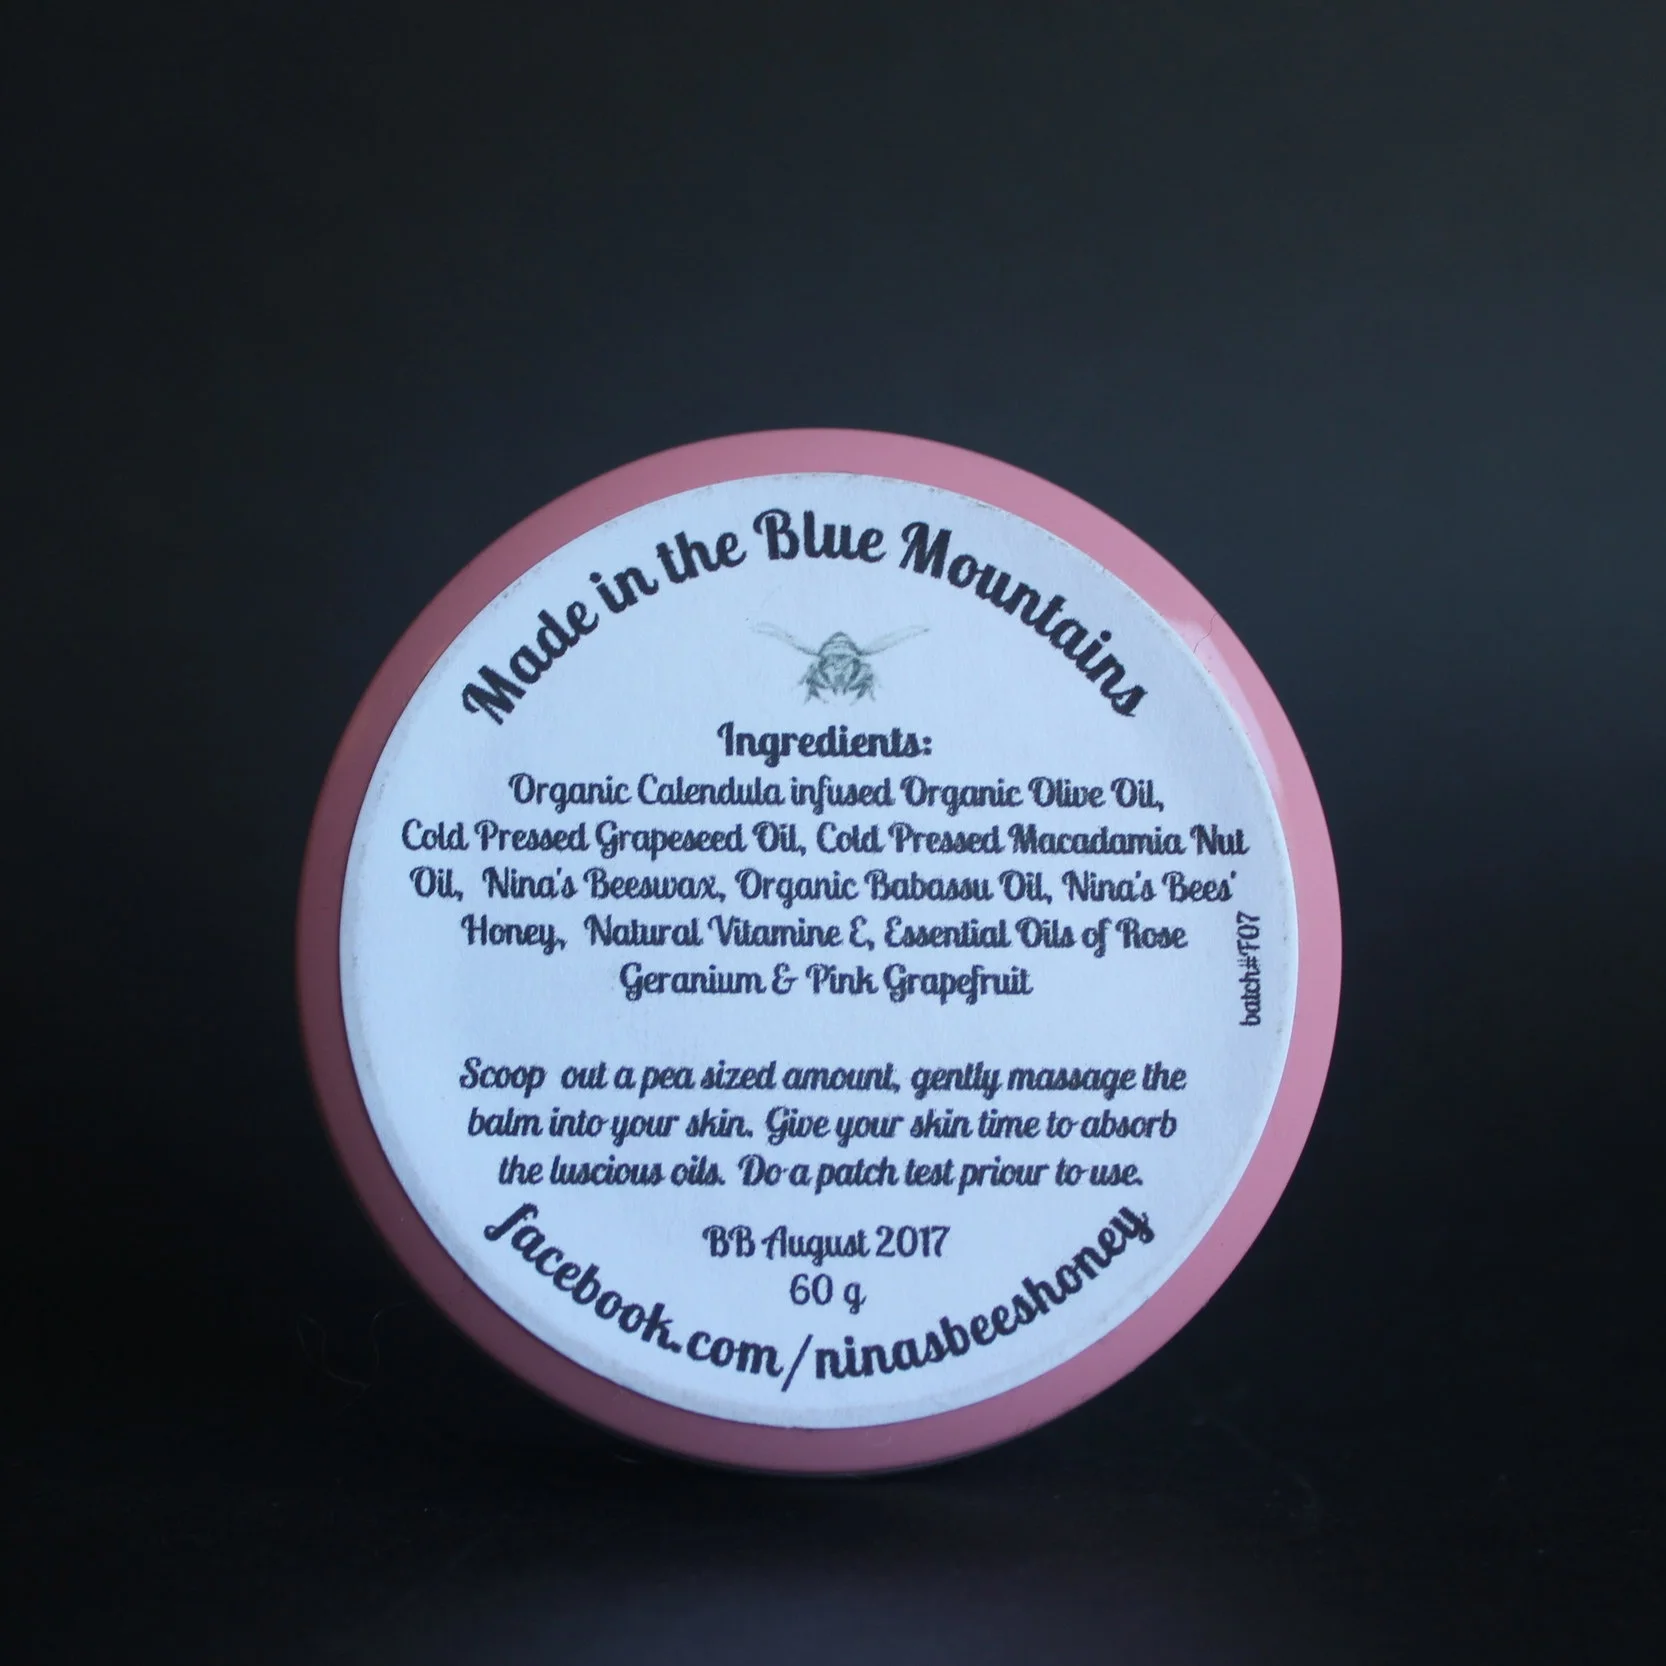 Made in the Blue Mountains
Ingredients:
Organic Calendula infused Organic Olive Oil,
Cold Pressed Grapeseed Oil, Cold Pressed Macadamia Nut
Oil, Nina's Beeswax, Organic Babassu Oil, Nina's Bees'
Honey, Natural Vitamine E, Essential Oils of Rose
Geranium & Pink Grapefruit
batch#F07
Scoop out a pea sized amount, gently massage the
balm into your skin. Give your skin time to absorb
the luscious oils. Do a patch test priour to use.
BB August 2017
60 g
facebook.com/ninasbeeshoney